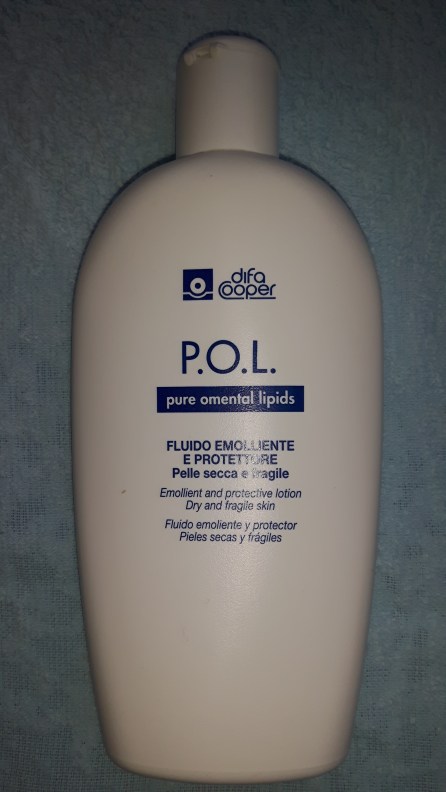 difa
cooper
P.O.L.
pure omental lipids
FLUIDO EMOLLIENTE
E PROTETTORE
Pelle secca e fragile
Emollient and protective lotion
Dry and fragile skin
Fluido emoliente y protector
Pieles secas y frágiles